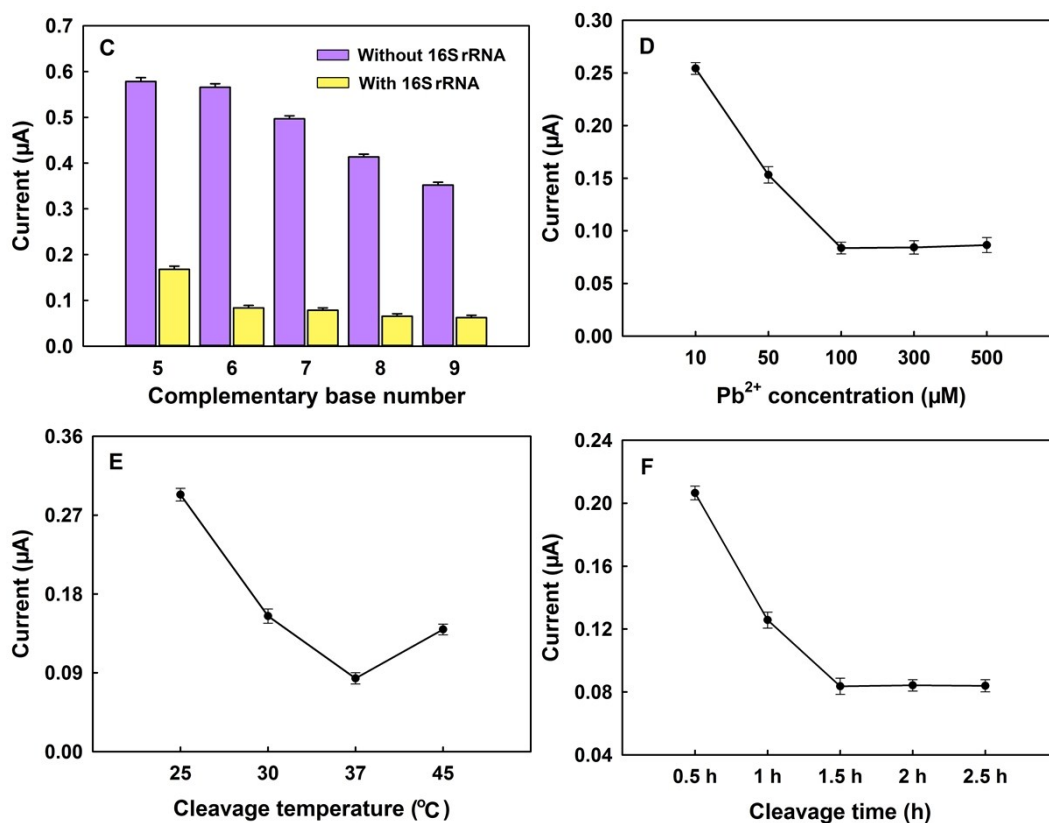 C
Without 16S rRNA
With 16S rRNA
Current (µA)
0.7
0.6
0.5
0.4
0.3
0.2
0.1
0.0
5 6 7 8 9
Complementary base number
D
Current (µA)
0.30
0.25
0.20
0.15
0.10
0.05
0.00
10 50 100 300 500
Pb²⁺ concentration (µM)
E
Current (µA)
0.36
0.27
0.18
0.09
0.00
25 30 37 45
Cleavage temperature (°C)
F
Current (µA)
0.24
0.20
0.16
0.12
0.08
0.04
0.5 h 1 h 1.5 h 2 h 2.5 h
Cleavage time (h)